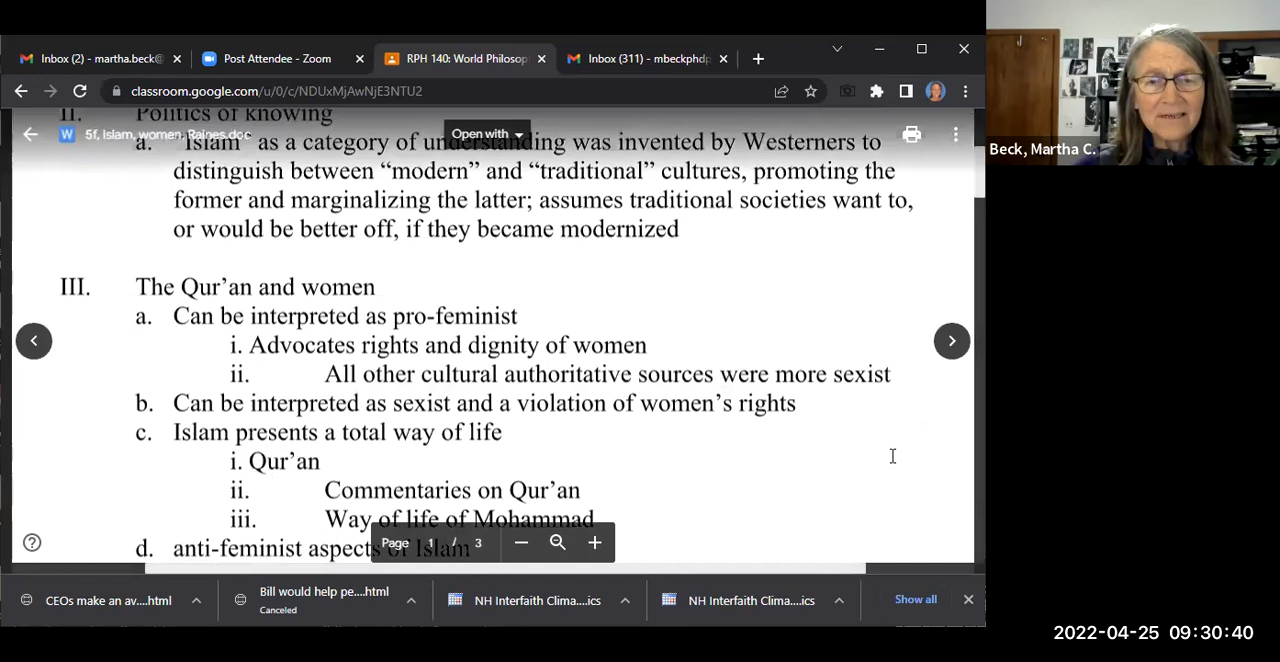 Inbox (2) - martha.beck@
Post Attendee - Zoom
RPH 140: World Philosop
Inbox (311) - mbeckphdp
classroom.google.com/u/0/c/NDUxMjAwNjE3NTU2
II. Politics of knowing
5f, Islam, women, Raines.doc
Open with
a. "Islam" as a category of understanding was invented by Westerners to
distinguish between “modern” and “traditional” cultures, promoting the
former and marginalizing the latter; assumes traditional societies want to,
or would be better off, if they became modernized
III. The Qur’an and women
a. Can be interpreted as pro-feminist
i. Advocates rights and dignity of women
ii. All other cultural authoritative sources were more sexist
b. Can be interpreted as sexist and a violation of women’s rights
c. Islam presents a total way of life
i. Qur’an
ii. Commentaries on Qur’an
iii. Way of life of Mohammad
d. anti-feminist aspects of Islam
Page 1 / 3
CEOs make an av....html
Bill would help pe....html
Canceled
NH Interfaith Clima....ics
NH Interfaith Clima....ics
Show all
Beck, Martha C.
2022-04-25 09:30:40